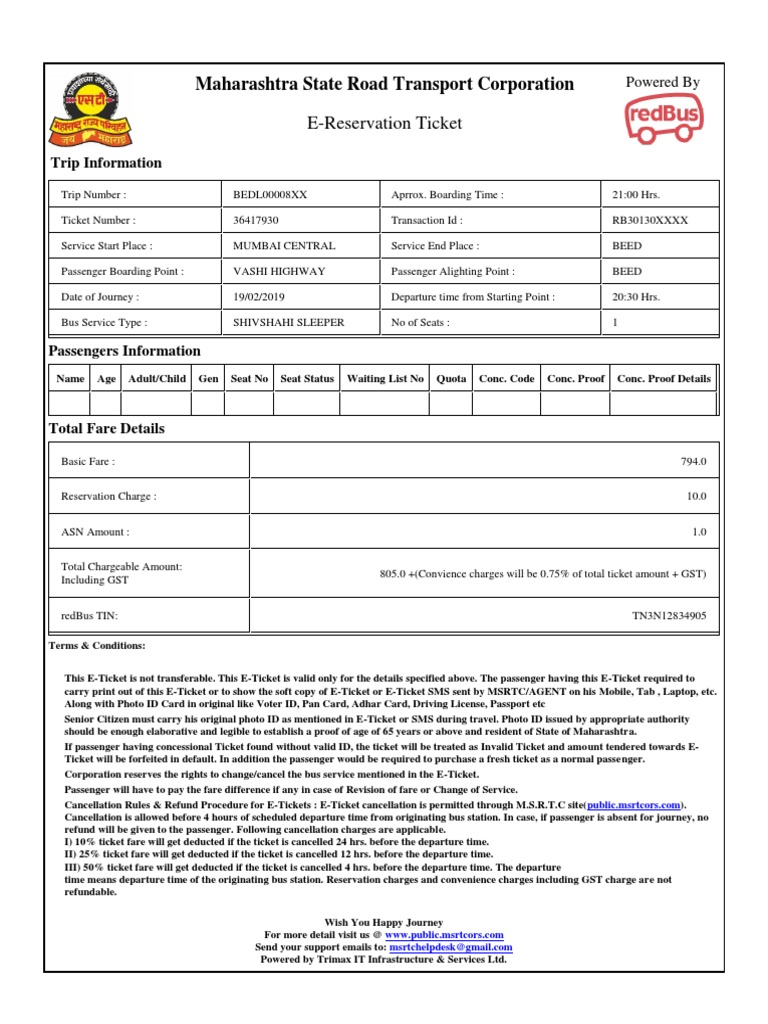 Maharashtra State Road Transport Corporation
Powered By
एसटी
महाराष्ट्र राज्य परिवहन
जय महाराष्ट्र
E-Reservation Ticket
redBus
Trip Information
Trip Number : BEDL00008XX Aprrox. Boarding Time : 21:00 Hrs.
Ticket Number : 36417930 Transaction Id : RB30130XXXX
Service Start Place : MUMBAI CENTRAL Service End Place : BEED
Passenger Boarding Point : VASHI HIGHWAY Passenger Alighting Point : BEED
Date of Journey : 19/02/2019 Departure time from Starting Point : 20:30 Hrs.
Bus Service Type : SHIVSHAHI SLEEPER No of Seats : 1
Passengers Information
Name Age Adult/Child Gen Seat No Seat Status Waiting List No Quota Conc. Code Conc. Proof Conc. Proof Details
Total Fare Details
Basic Fare : 794.0
Reservation Charge : 10.0
ASN Amount : 1.0
Total Chargeable Amount:
Including GST
805.0 +(Convience charges will be 0.75% of total ticket amount + GST)
redBus TIN: TN3N12834905
Terms & Conditions:
This E-Ticket is not transferable. This E-Ticket is valid only for the details specified above. The passenger having this E-Ticket required to
carry print out of this E-Ticket or to show the soft copy of E-Ticket or E-Ticket SMS sent by MSRTC/AGENT on his Mobile, Tab , Laptop, etc.
Along with Photo ID Card in original like Voter ID, Pan Card, Adhar Card, Driving License, Passport etc
Senior Citizen must carry his original photo ID as mentioned in E-Ticket or SMS during travel. Photo ID issued by appropriate authority
should be enough elaborative and legible to establish a proof of age of 65 years or above and resident of State of Maharashtra.
If passenger having concessional Ticket found without valid ID, the ticket will be treated as Invalid Ticket and amount tendered towards E-
Ticket will be forfeited in default. In addition the passenger would be required to purchase a fresh ticket as a normal passenger.
Corporation reserves the rights to change/cancel the bus service mentioned in the E-Ticket.
Passenger will have to pay the fare difference if any in case of Revision of fare or Change of Service.
Cancellation Rules & Refund Procedure for E-Tickets : E-Ticket cancellation is permitted through M.S.R.T.C site(public.msrtcors.com).
Cancellation is allowed before 4 hours of scheduled departure time from originating bus station. In case, if passenger is absent for journey, no
refund will be given to the passenger. Following cancellation charges are applicable.
I) 10% ticket fare will get deducted if the ticket is cancelled 24 hrs. before the departure time.
II) 25% ticket fare will get deducted if the ticket is cancelled 12 hrs. before the departure time.
III) 50% ticket fare will get deducted if the ticket is cancelled 4 hrs. before the departure time. The departure
time means departure time of the originating bus station. Reservation charges and convenience charges including GST charge are not
refundable.
Wish You Happy Journey
For more detail visit us @ www.public.msrtcors.com
Send your support emails to: msrtchelpdesk@gmail.com
Powered by Trimax IT Infrastructure & Services Ltd.